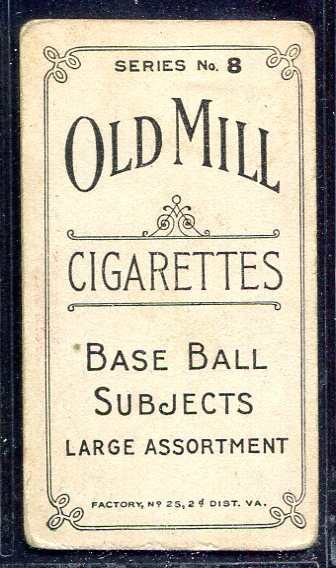 SERIES No. 8
OLD MILL
CIGARETTES
BASE BALL
SUBJECTS
LARGE ASSORTMENT
FACTORY, Nº 25, 2d DIST. VA.